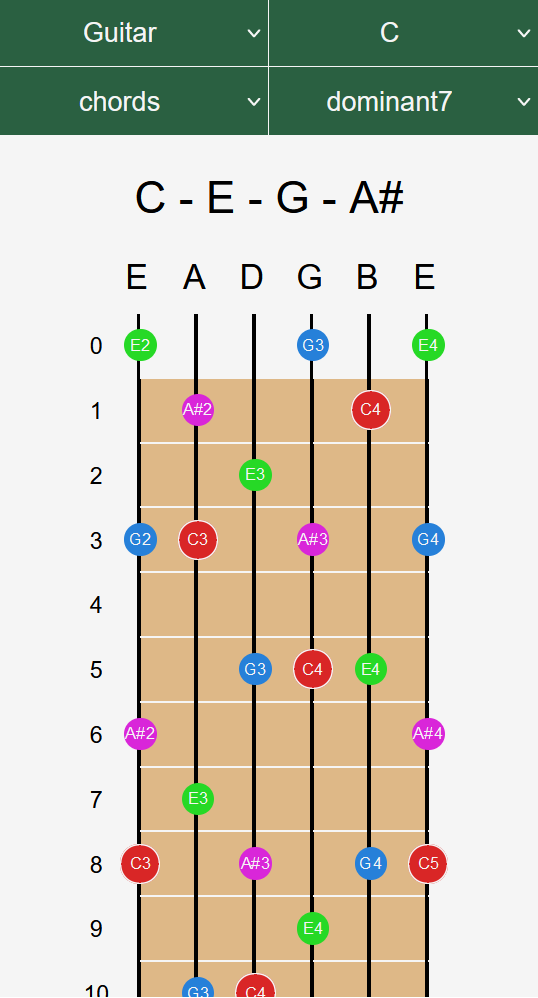 Guitar C
chords dominant7
C - E - G - A#
E A D G B E
0 E2 G3 E4
1 A#2 C4
2 E3
3 G2 C3 A#3 G4
4
5 G3 C4 E4
6 A#2 A#4
7 E3
8 C3 A#3 G4 C5
9 E4
10 G3 C4